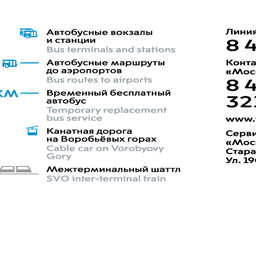 Автобусные вокзалы
и станции
Bus terminals and stations
Автобусные маршруты
до аэропортов
Bus routes to airports
КМ
Временный бесплатный
автобус
Temporary replacement
bus service
Канатная дорога
на Воробьёвых горах
Cable car on Vorobyovy
Gory
Межтерминальный шаттл
SVO inter-terminal train
Линия
8 4
Конта
«Мос
8 4
32
www.
Серви
«Мос
Стара
Ул. 19